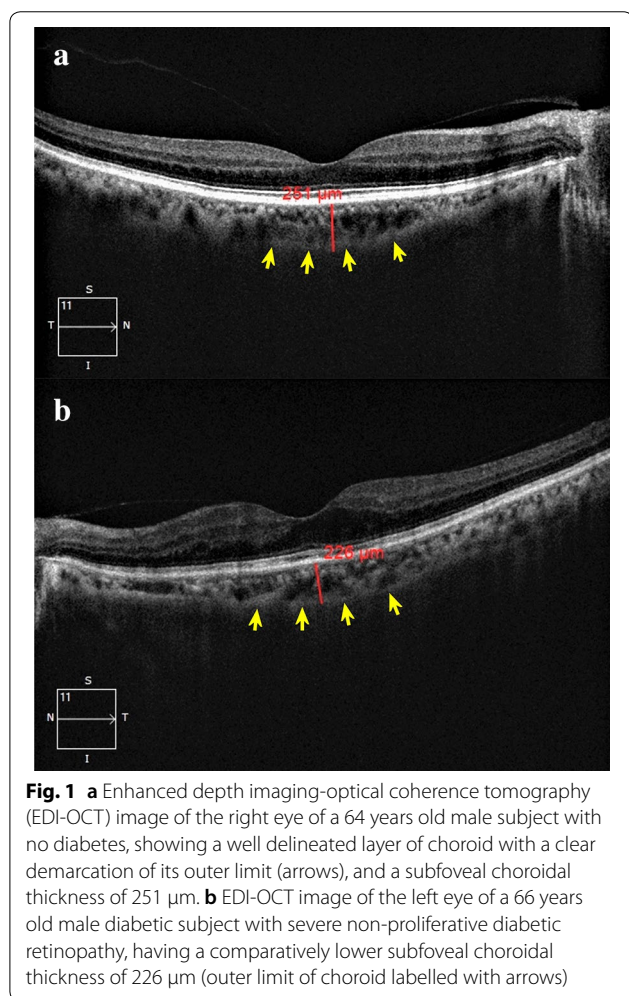 a
251 µm
S
11
T N
I
b
226 µm
S
11
N T
I
Fig. 1 a Enhanced depth imaging-optical coherence tomography
(EDI-OCT) image of the right eye of a 64 years old male subject with
no diabetes, showing a well delineated layer of choroid with a clear
demarcation of its outer limit (arrows), and a subfoveal choroidal
thickness of 251 µm. b EDI-OCT image of the left eye of a 66 years
old male diabetic subject with severe non-proliferative diabetic
retinopathy, having a comparatively lower subfoveal choroidal
thickness of 226 µm (outer limit of choroid labelled with arrows)